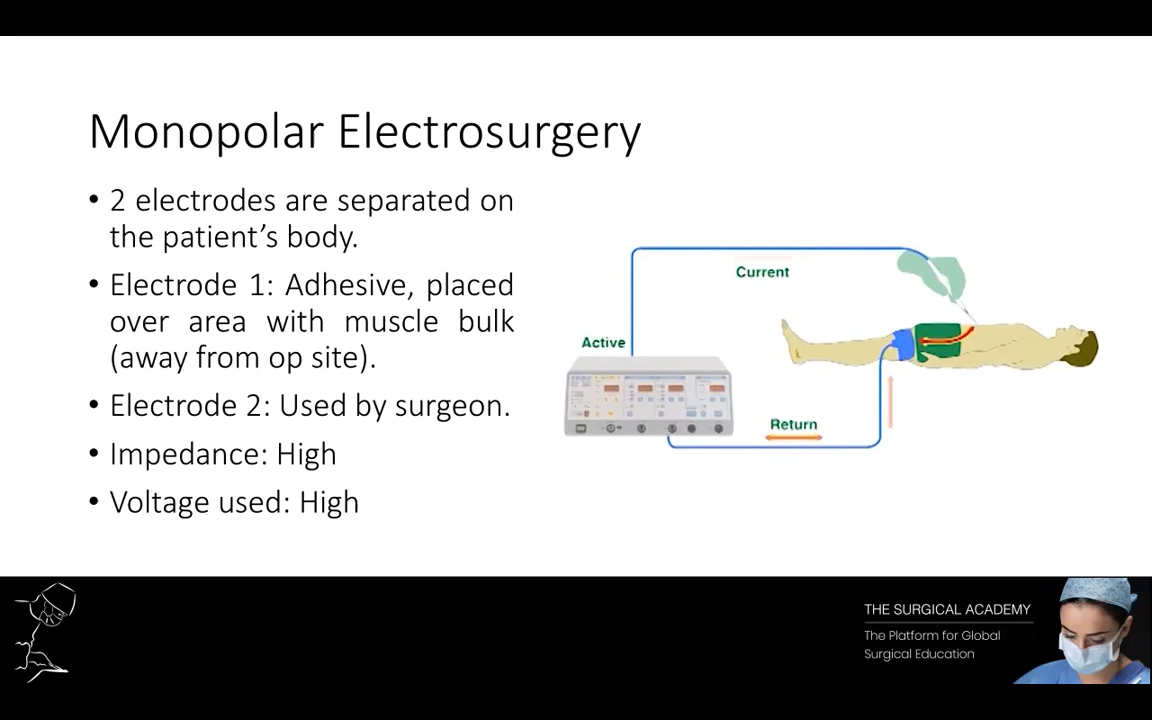 Monopolar Electrosurgery
• 2 electrodes are separated on
the patient's body.
• Electrode 1: Adhesive, placed
over area with muscle bulk
(away from op site).
• Electrode 2: Used by surgeon.
• Impedance: High
• Voltage used: High
Current
Active
Return
THE SURGICAL ACADEMY
The Platform for Global
Surgical Education